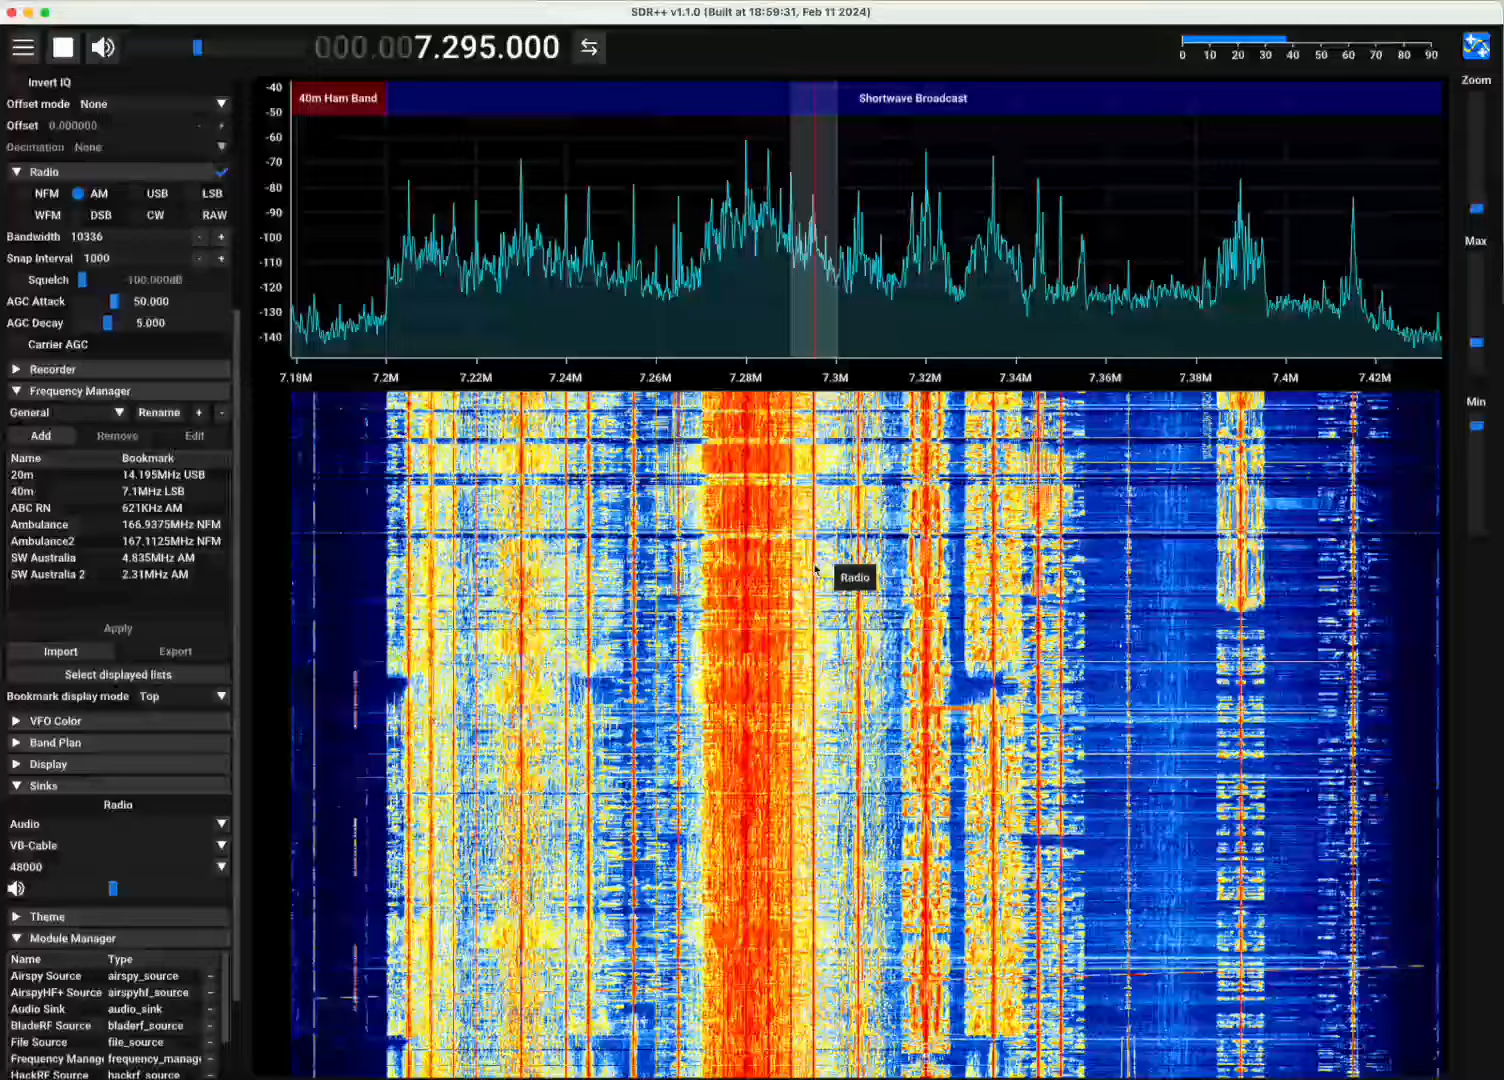 SDR++ v1.1.0 (Built at 18:59:31, Feb 11 2024)
000.007.295.000
0 10 20 30 40 50 60 70 80 90
Zoom
Max
Min
Invert IQ
Offset mode None
Offset 0.000000 - +
Decimation None
Radio
NFM AM USB LSB
WFM DSB CW RAW
Bandwidth 10336 - +
Snap Interval 1000 - +
Squelch -100.000dB
AGC Attack 50.000
AGC Decay 5.000
Carrier AGC
Recorder
Frequency Manager
General Rename + -
Add Remove Edit
Name Bookmark
20m 14.195MHz USB
40m 7.1MHz LSB
ABC RN 621KHz AM
Ambulance 166.9375MHz NFM
Ambulance2 167.1125MHz NFM
SW Australia 4.835MHz AM
SW Australia 2 2.31MHz AM
Apply
Import Export
Select displayed lists
Bookmark display mode Top
VFO Color
Band Plan
Display
Sinks
Radio
Audio
VB-Cable
48000
Theme
Module Manager
Name Type
Airspy Source airspy_source -
AirspyHF+ Source airspyhf_source -
Audio Sink audio_sink -
BladeRF Source bladerf_source -
File Source file_source -
Frequency Manag frequency_manag -
HackRF Source hackrf_source -
40m Ham Band
Shortwave Broadcast
-40
-50
-60
-70
-80
-90
-100
-110
-120
-130
-140
7.18M 7.2M 7.22M 7.24M 7.26M 7.28M 7.3M 7.32M 7.34M 7.36M 7.38M 7.4M 7.42M
Radio